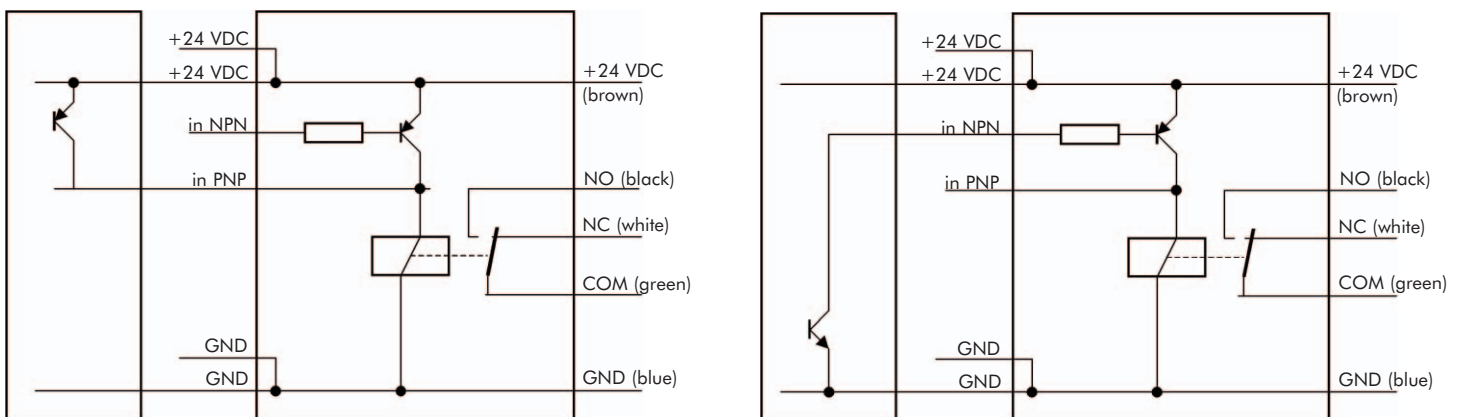 +24 VDC
+24 VDC
+24 VDC
(brown)
in NPN
in PNP
NO (black)
NC (white)
COM (green)
GND
GND
GND (blue)
+24 VDC
+24 VDC
+24 VDC
(brown)
in NPN
in PNP
NO (black)
NC (white)
COM (green)
GND
GND
GND (blue)